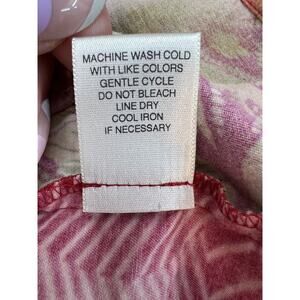 MACHINE WASH COLD
WITH LIKE COLORS
GENTLE CYCLE
DO NOT BLEACH
LINE DRY
COOL IRON
IF NECESSARY